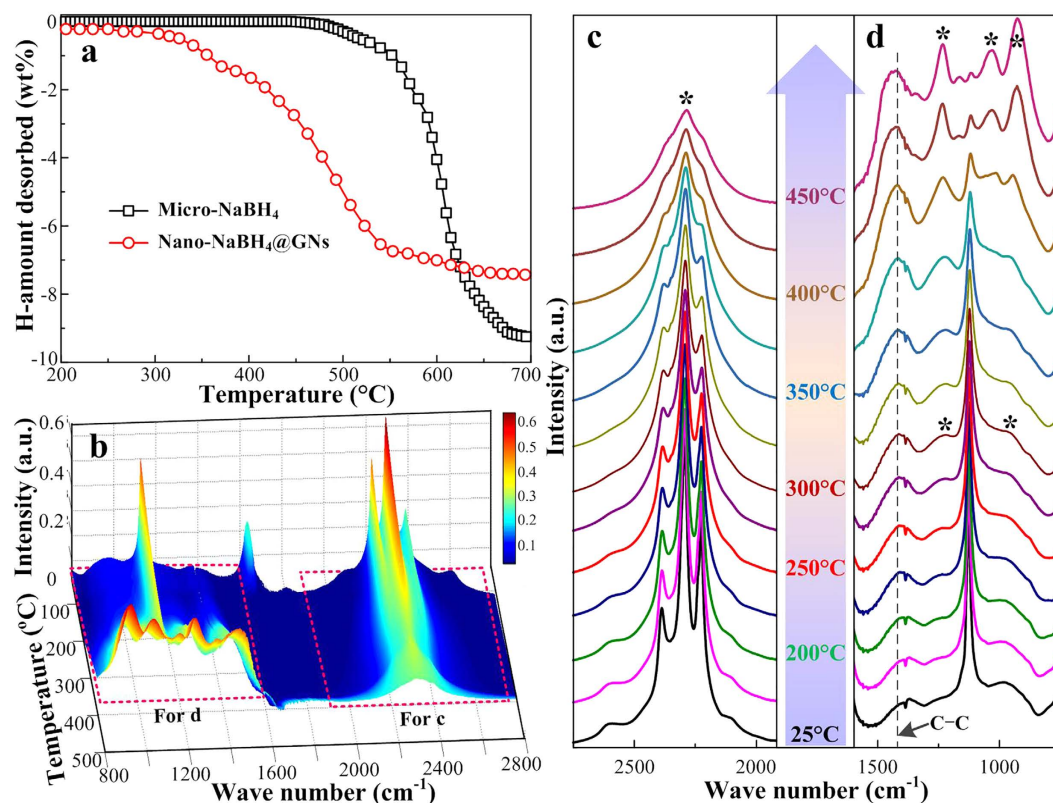 a
H-amount desorbed (wt%)
0
-2
-4
-6
-8
-10
Micro-NaBH₄
Nano-NaBH₄@GNs
200 300 400 500 600 700
Temperature (°C)
b
Intensity (a.u.)
0.6
0.4
0.2
0
0.6
0.5
0.4
0.3
0.2
0.1
Temperature (°C)
100
200
300
400
500
For d
For c
800 1200 1600 2000 2400 2800
Wave number (cm⁻¹)
c
d
Intensity (a.u.)
*
* * *
450°C
400°C
350°C
* *
300°C
250°C
200°C
25°C
C−C
2500 2000 1500 1000
Wave number (cm⁻¹)